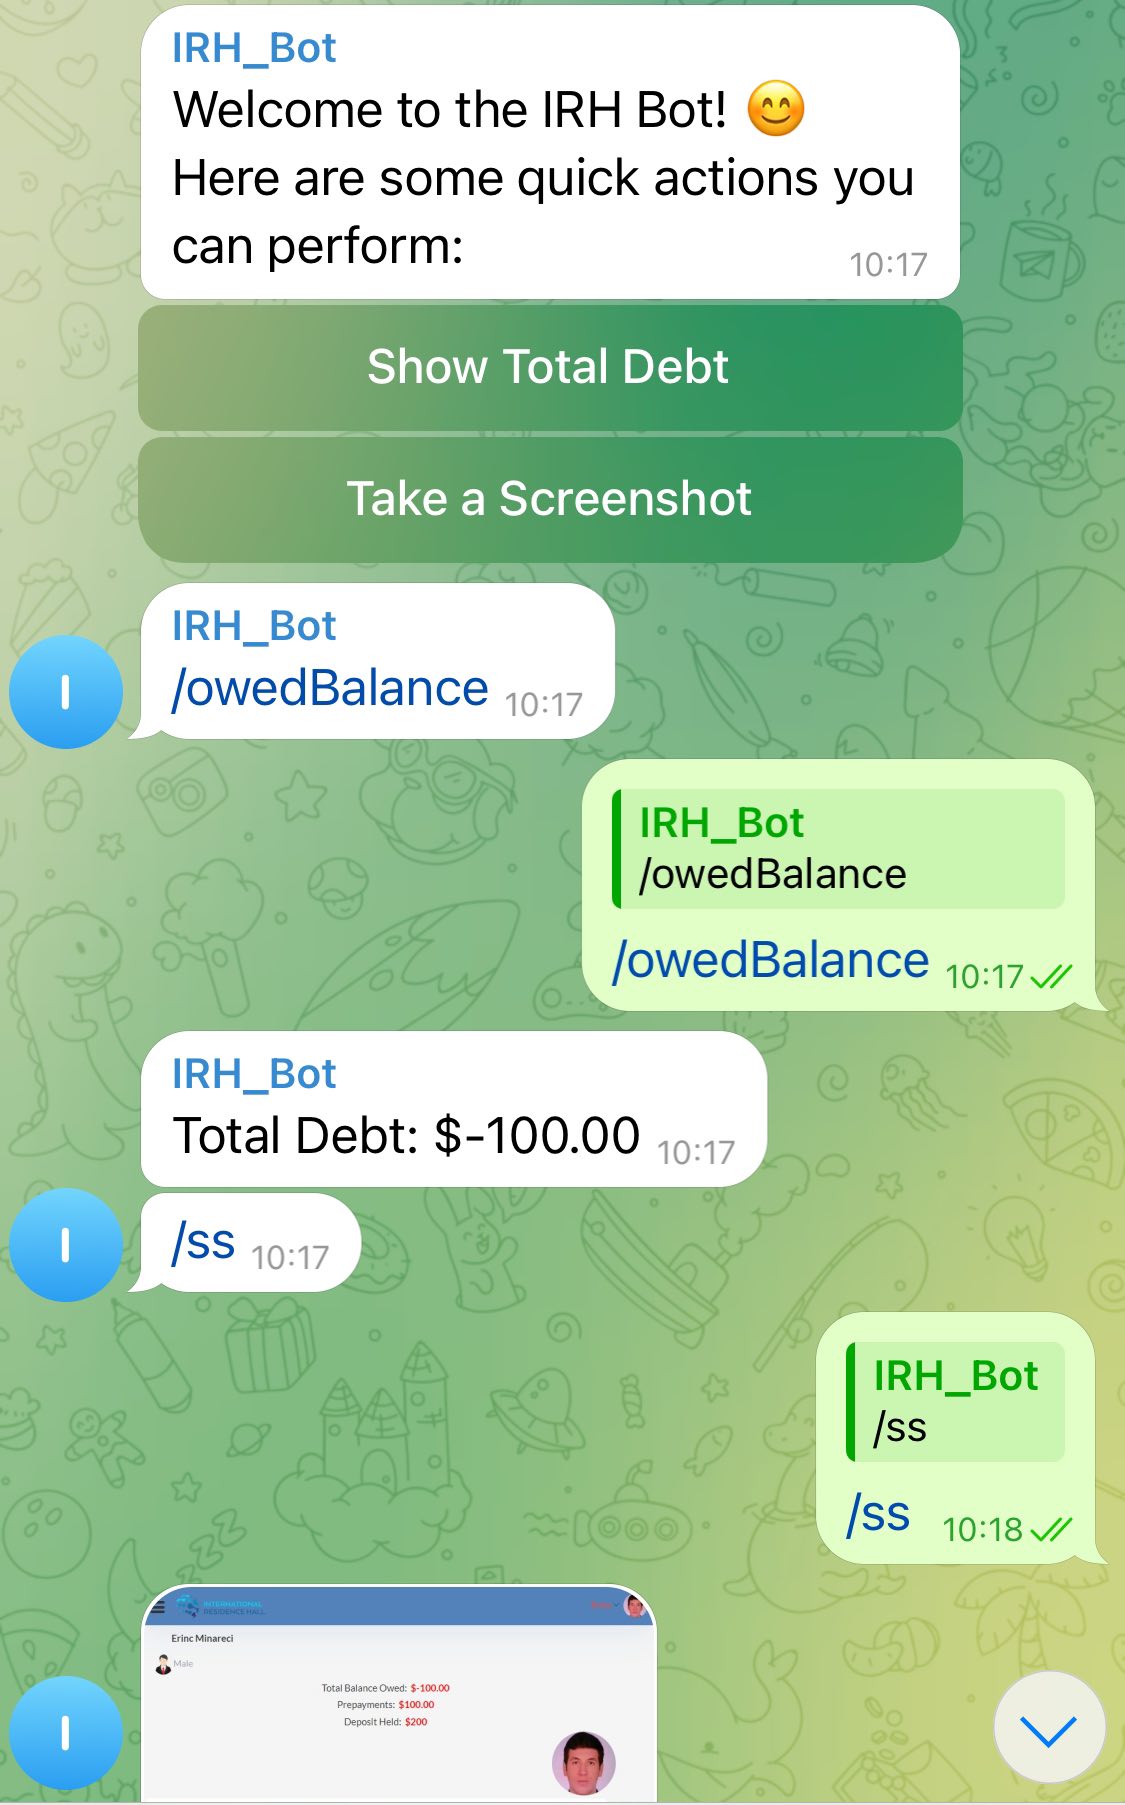 IRH_Bot
Welcome to the IRH Bot! 😊
Here are some quick actions you
can perform:
10:17
Show Total Debt
Take a Screenshot
IRH_Bot
/owedBalance 10:17
I
IRH_Bot
/owedBalance
/owedBalance 10:17
IRH_Bot
Total Debt: $-100.00 10:17
/ss 10:17
I
IRH_Bot
/ss
/ss 10:18
INTERNATIONAL
RESIDENCE HALL
Erinc Minareci
Male
Total Balance Owed: $-100.00
Prepayments: $100.00
Deposit Held: $200
I